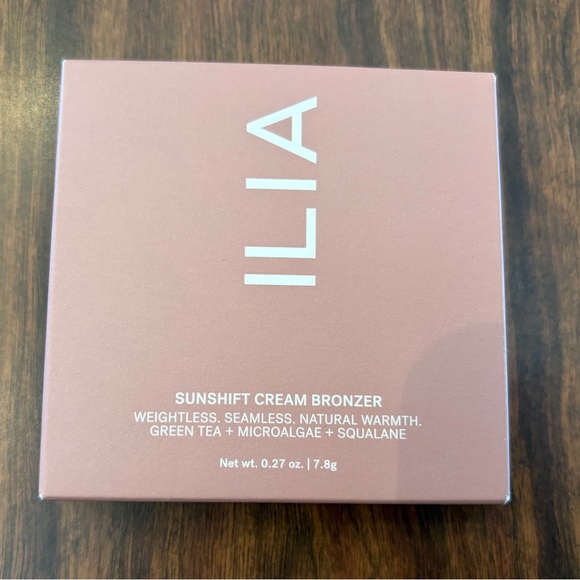 ILIA
SUNSHIFT CREAM BRONZER
WEIGHTLESS. SEAMLESS. NATURAL WARMTH.
GREEN TEA + MICROALGAE + SQUALANE
Net wt. 0.27 oz. | 7.8g